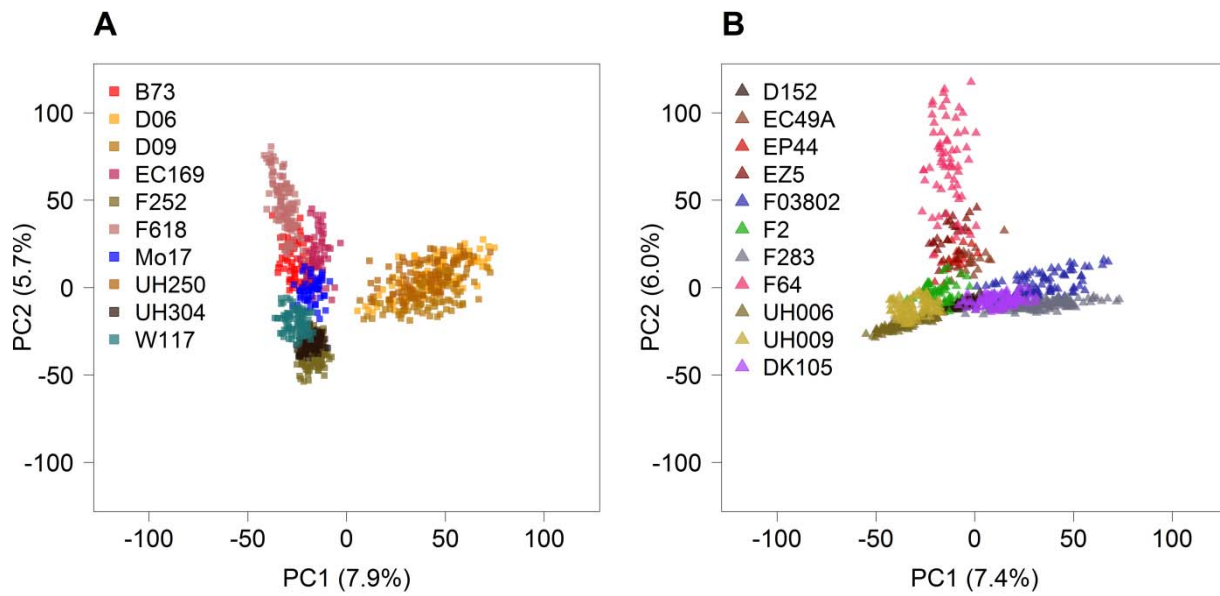 A
B73
D06
D09
EC169
F252
F618
Mo17
UH250
UH304
W117
100
50
0
-50
-100
PC2 (5.7%)
-100 -50 0 50 100
PC1 (7.9%)
B
D152
EC49A
EP44
EZ5
F03802
F2
F283
F64
UH006
UH009
DK105
100
50
0
-50
-100
PC2 (6.0%)
-100 -50 0 50 100
PC1 (7.4%)